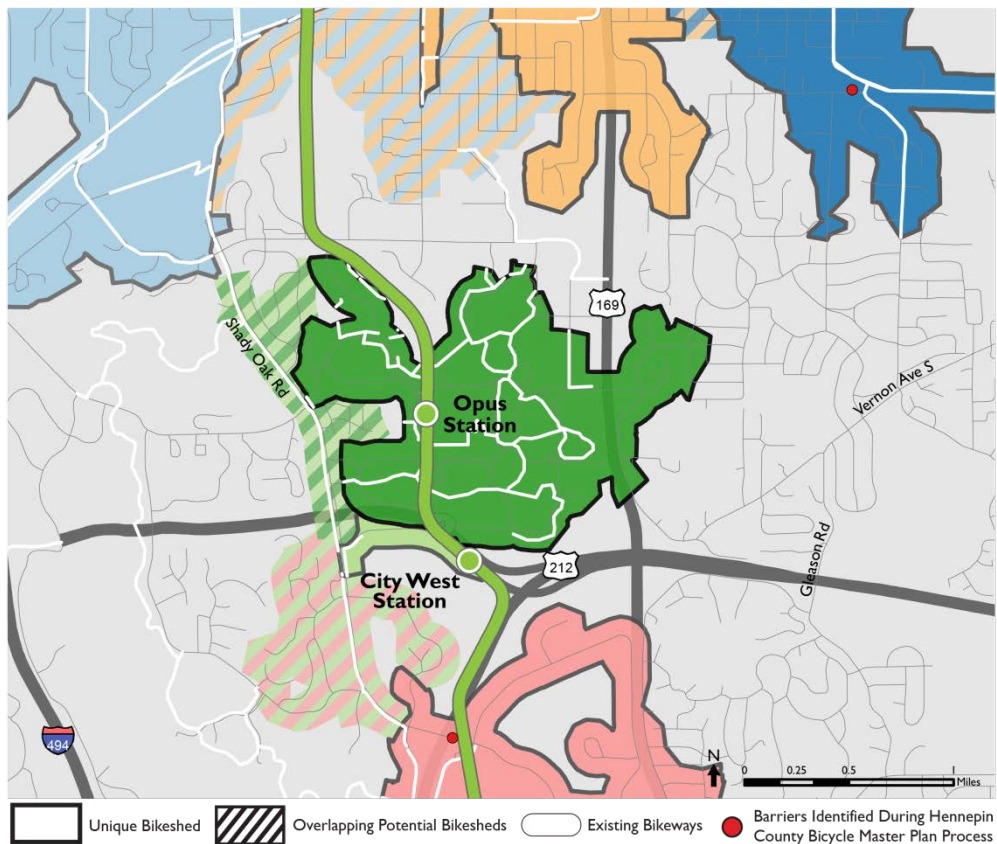 169
Shady Oak Rd
Vernon Ave S
Opus
Station
212
Gleason Rd
City West
Station
494
N
0 0.25 0.5 1
Miles
Unique Bikeshed
Overlapping Potential Bikesheds
Existing Bikeways
Barriers Identified During Hennepin
County Bicycle Master Plan Process